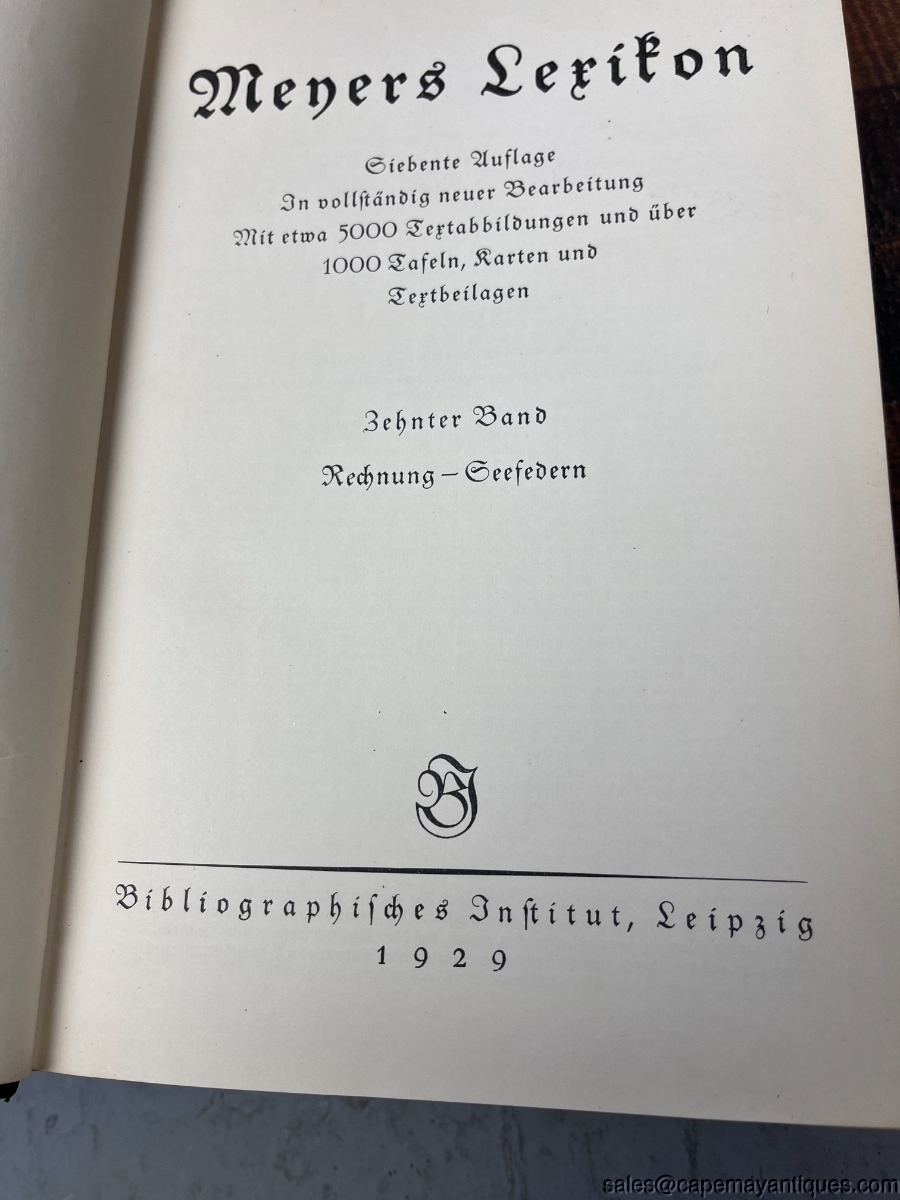 Meyers Lexikon
Siebente Auflage
In vollſtändig neuer Bearbeitung
Mit etwa 5000 Textabbildungen und über
1000 Tafeln, Karten und
Textbeilagen
Zehnter Band
Rechnung – Seefedern
BI
Bibliographiſches Inſtitut, Leipzig
1929
sales@capemayantiques.com